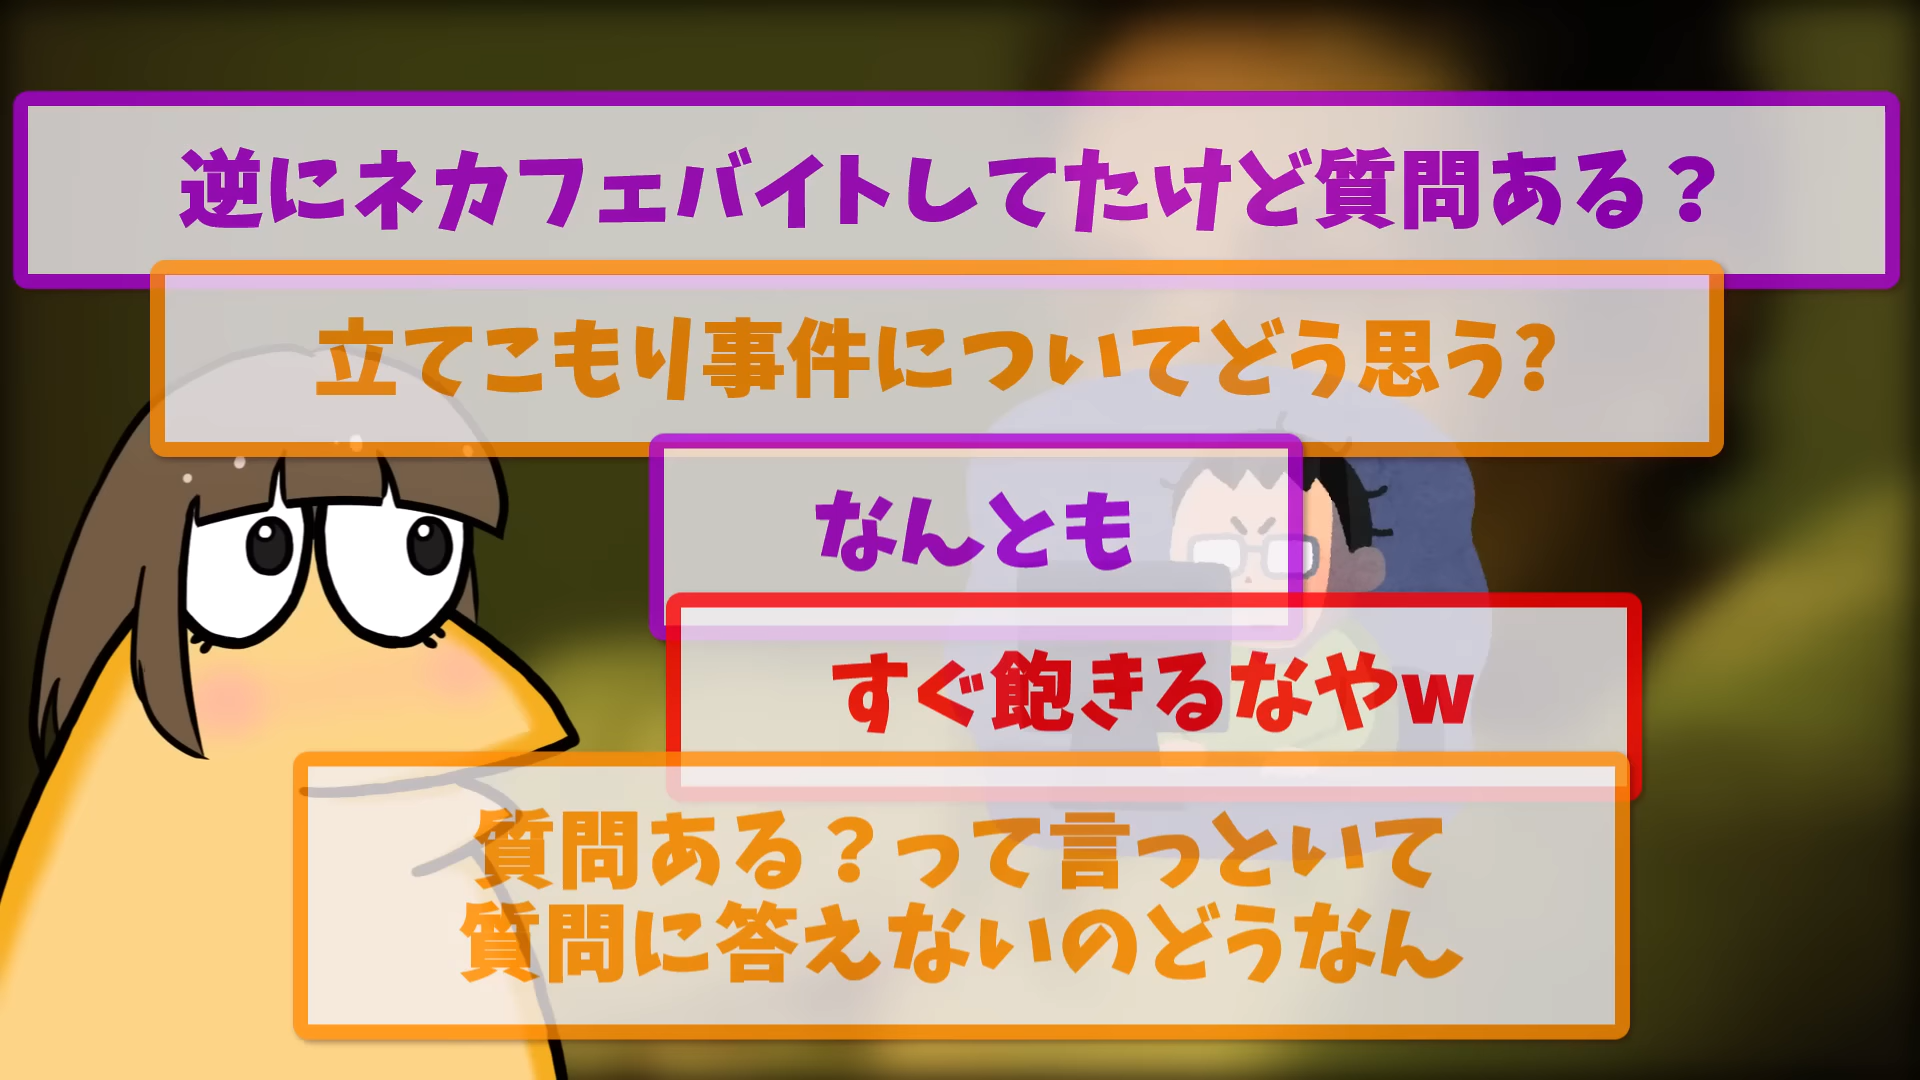 逆にネカフェバイトしてたけど質問ある？
立てこもり事件についてどう思う?
なんとも
すぐ飽きるなやw
質問ある？って言っといて
質問に答えないのどうなん